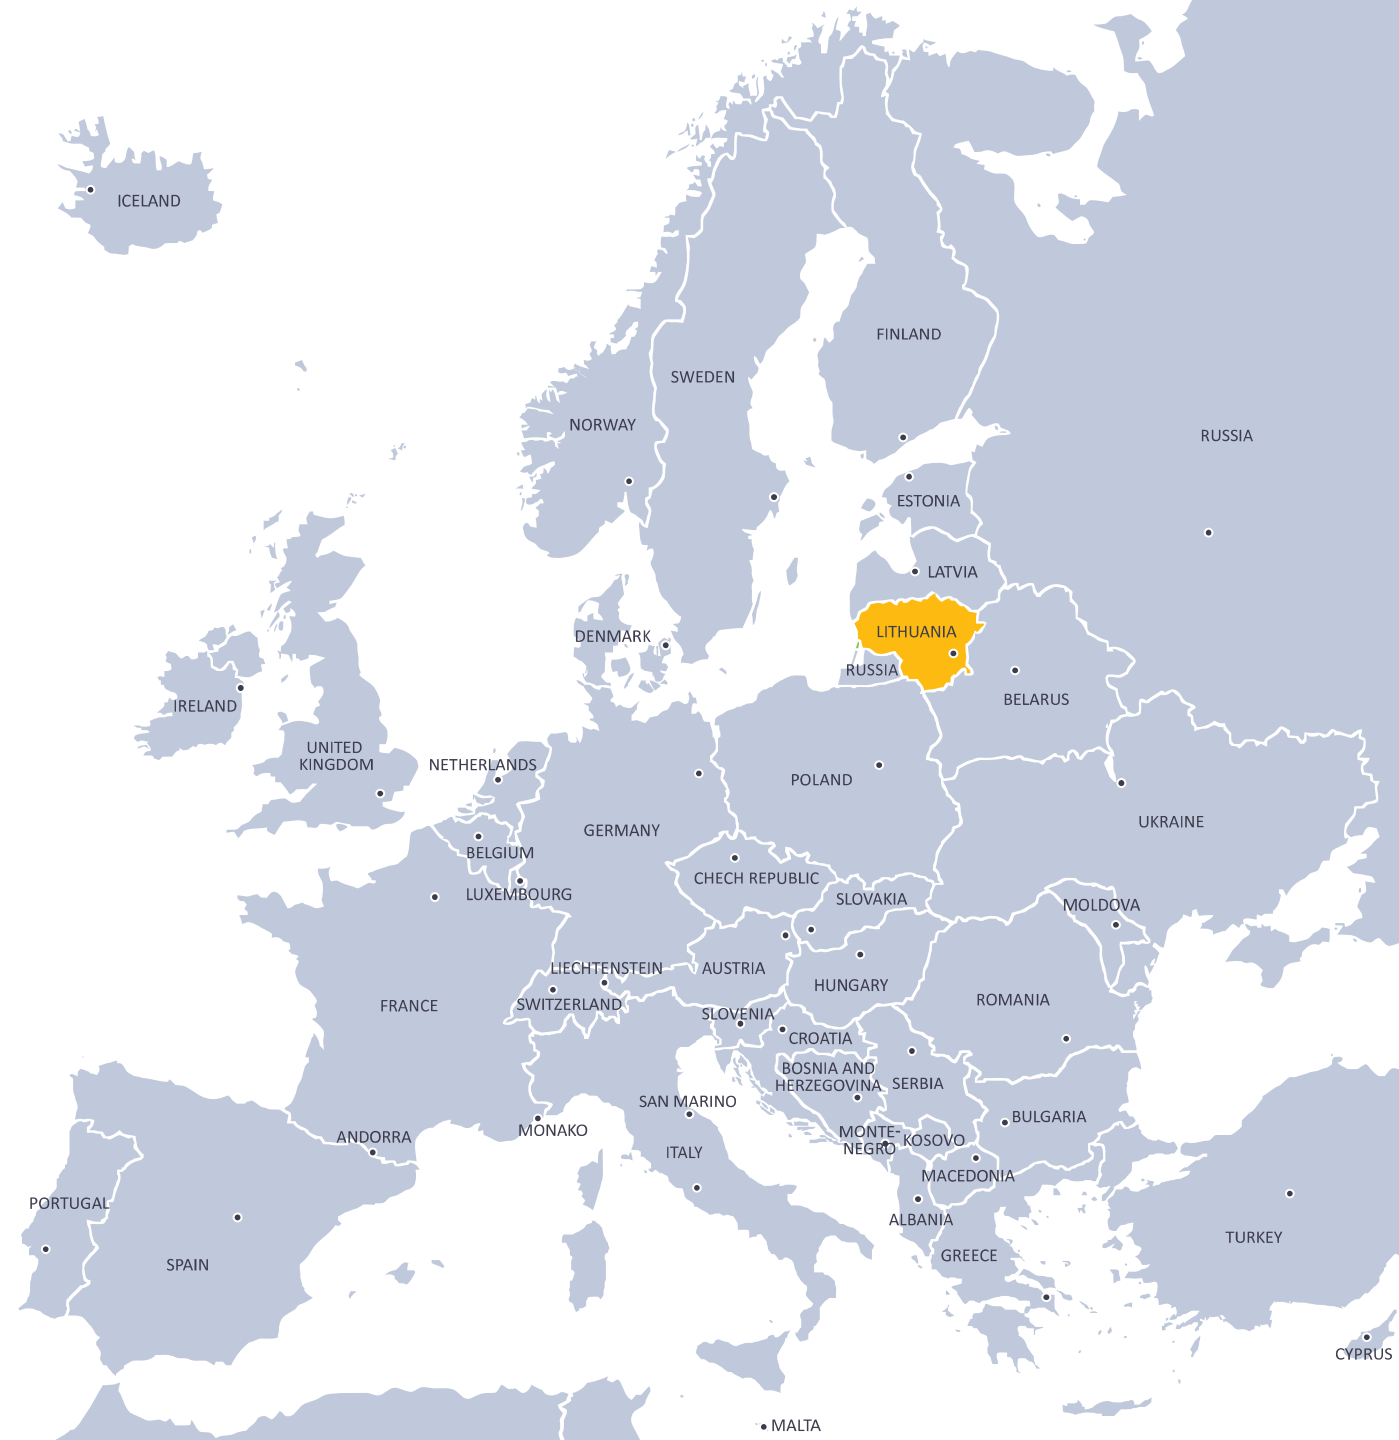 ICELAND
FINLAND
SWEDEN
NORWAY
RUSSIA
ESTONIA
LATVIA
LITHUANIA
DENMARK
RUSSIA
BELARUS
IRELAND
UNITED
KINGDOM
NETHERLANDS
POLAND
UKRAINE
GERMANY
BELGIUM
CHECH REPUBLIC
LUXEMBOURG
SLOVAKIA
MOLDOVA
LIECHTENSTEIN
AUSTRIA
HUNGARY
ROMANIA
FRANCE
SWITZERLAND
SLOVENIA
CROATIA
BOSNIA AND
HERZEGOVINA
SERBIA
SAN MARINO
BULGARIA
MONAKO
ANDORRA
MONTE-
NEGRO
KOSOVO
ITALY
MACEDONIA
PORTUGAL
ALBANIA
TURKEY
GREECE
SPAIN
CYPRUS
MALTA